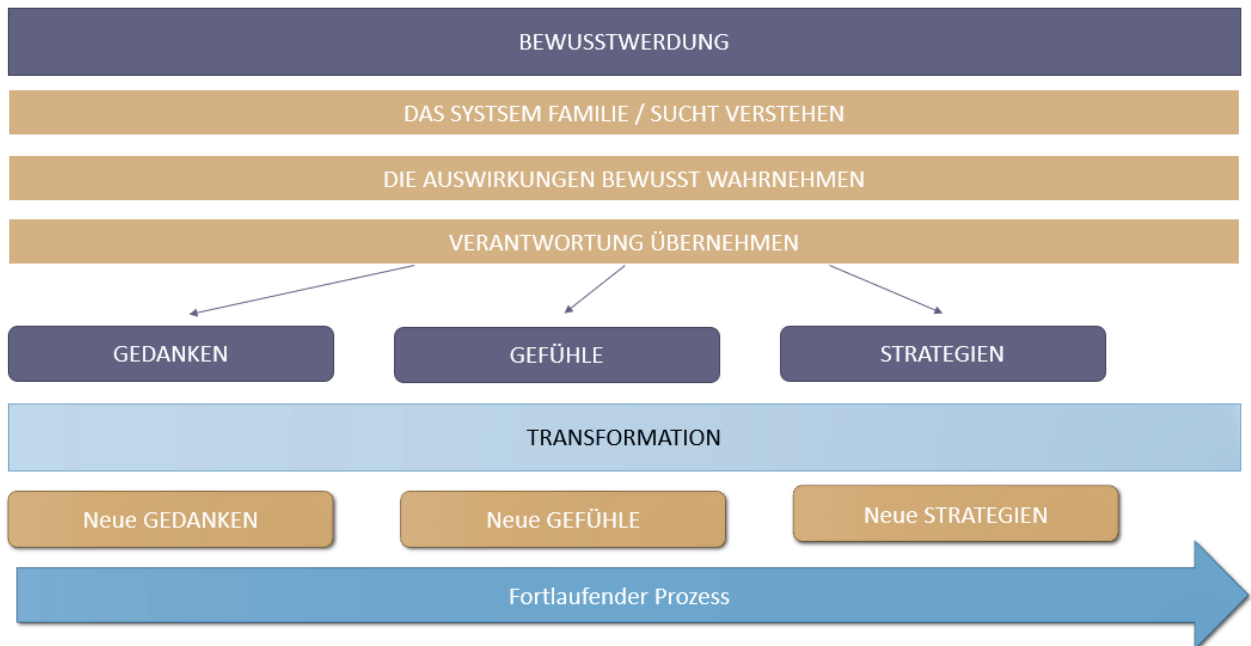 BEWUSSTWERDUNG
DAS SYSTSEM FAMILIE / SUCHT VERSTEHEN
DIE AUSWIRKUNGEN BEWUSST WAHRNEHMEN
VERANTWORTUNG ÜBERNEHMEN
GEDANKEN
GEFÜHLE
STRATEGIEN
TRANSFORMATION
Neue GEDANKEN
Neue GEFÜHLE
Neue STRATEGIEN
Fortlaufender Prozess